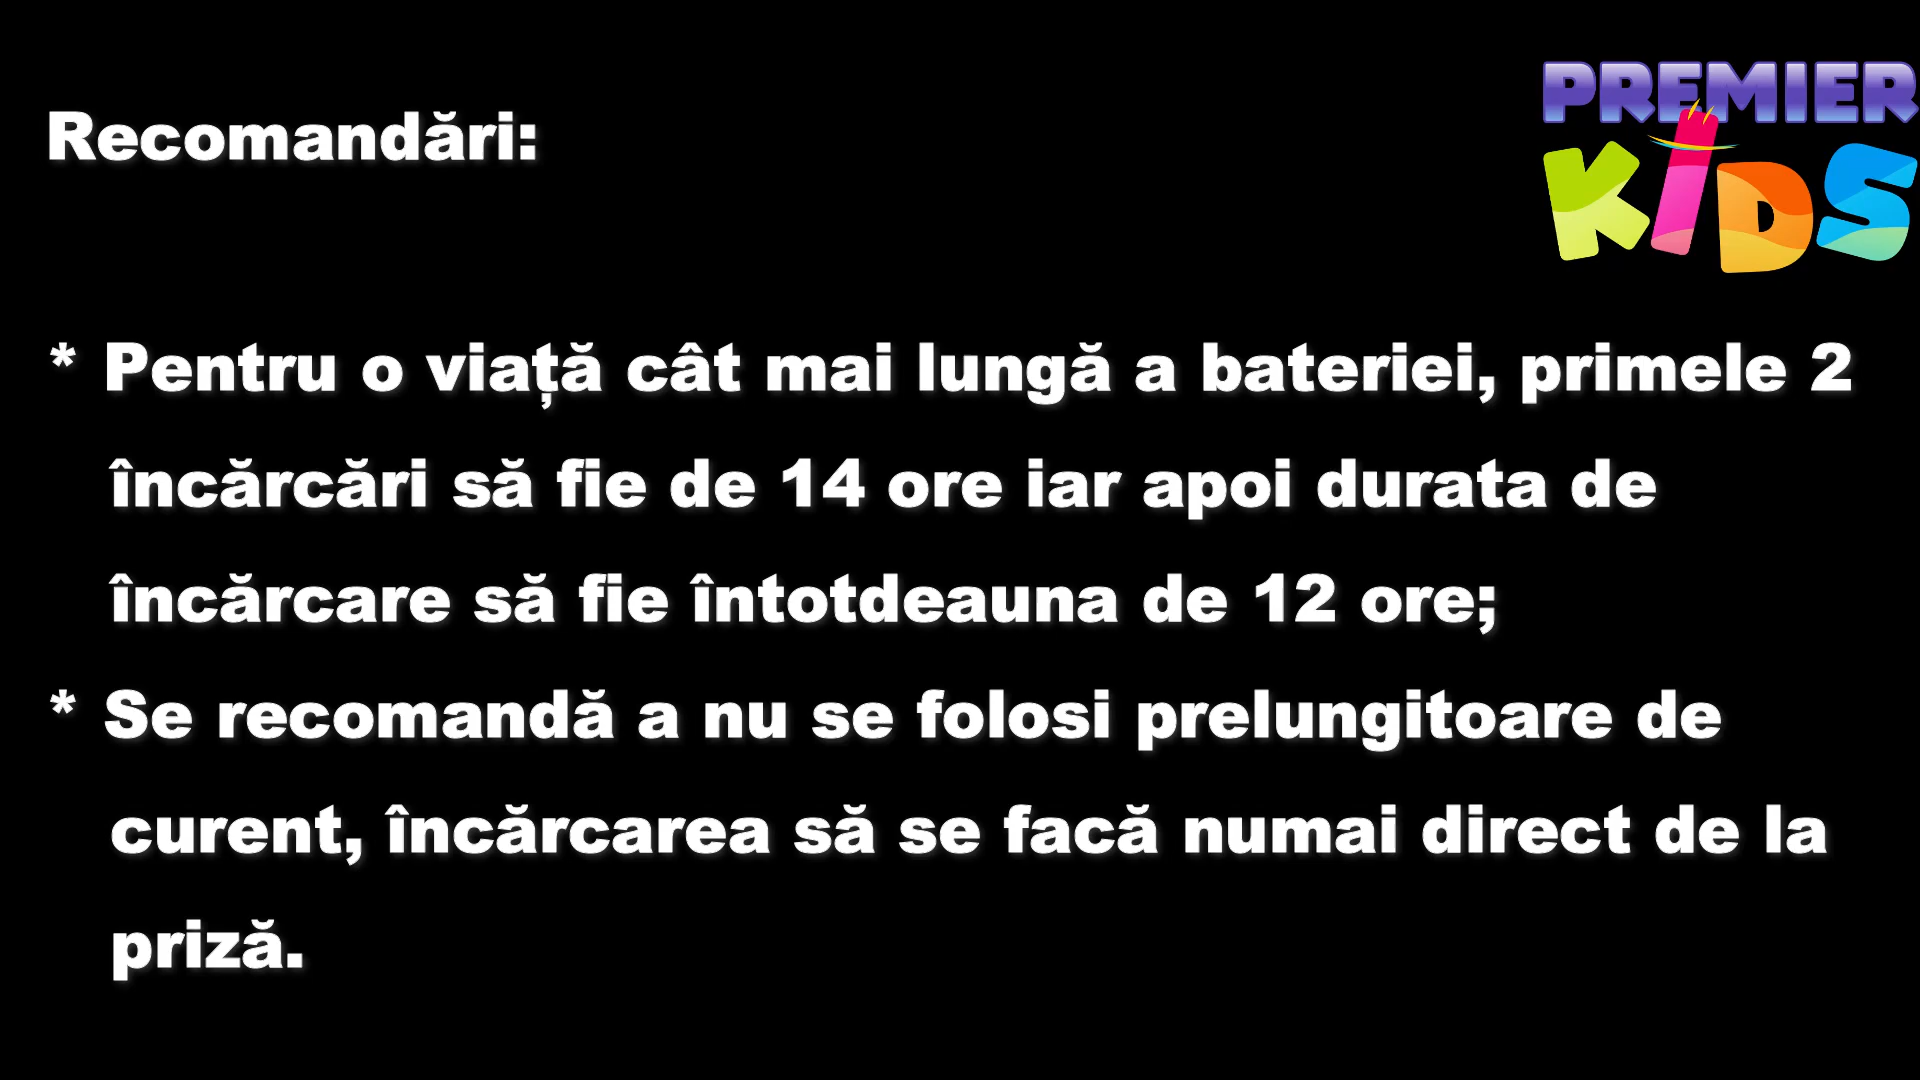 PREMIER
KIDS
Recomandări:
* Pentru o viață cât mai lungă a bateriei, primele 2
încărcări să fie de 14 ore iar apoi durata de
încărcare să fie întotdeauna de 12 ore;
* Se recomandă a nu se folosi prelungitoare de
curent, încărcarea să se facă numai direct de la
priză.